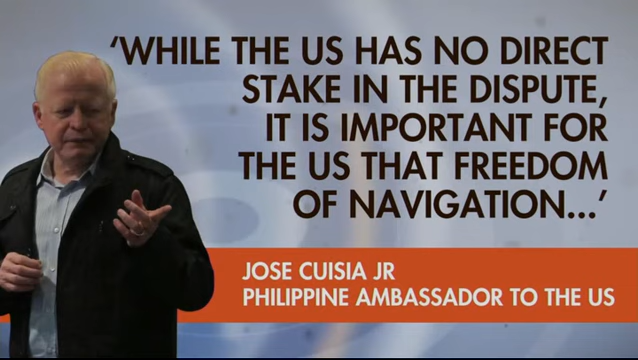 ‘WHILE THE US HAS NO DIRECT
STAKE IN THE DISPUTE,
IT IS IMPORTANT FOR
THE US THAT FREEDOM
OF NAVIGATION...’
JOSE CUISIA JR
PHILIPPINE AMBASSADOR TO THE US